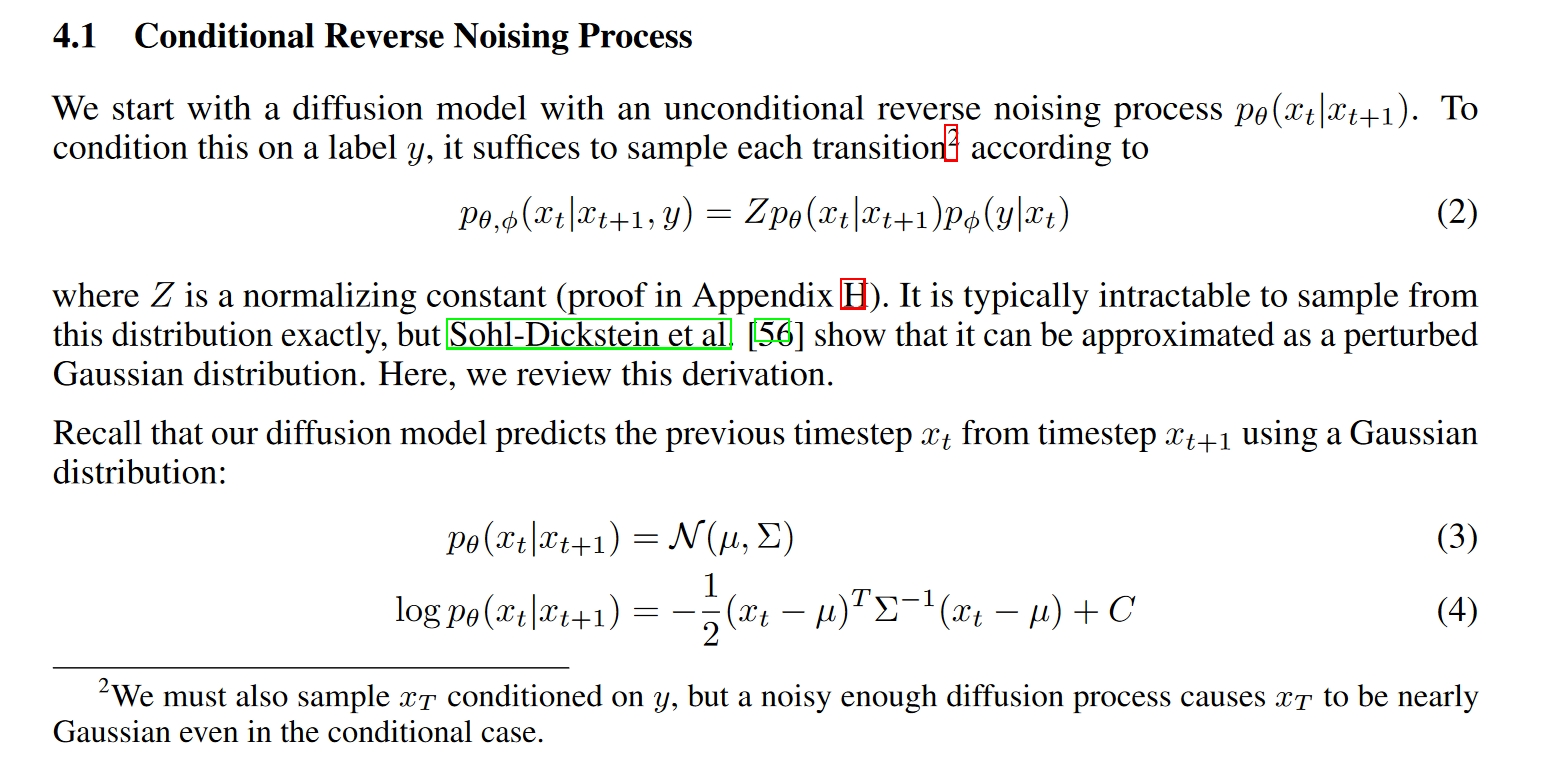 4.1 Conditional Reverse Noising Process
We start with a diffusion model with an unconditional reverse noising process $p_\theta(x_t|x_{t+1})$. To
condition this on a label $y$, it suffices to sample each transition$^2$ according to
$p_{\theta,\phi}(x_t|x_{t+1}, y) = Zp_\theta(x_t|x_{t+1})p_\phi(y|x_t)$ (2)
where $Z$ is a normalizing constant (proof in Appendix H). It is typically intractable to sample from
this distribution exactly, but Sohl-Dickstein et al. [56] show that it can be approximated as a perturbed
Gaussian distribution. Here, we review this derivation.
Recall that our diffusion model predicts the previous timestep $x_t$ from timestep $x_{t+1}$ using a Gaussian
distribution:
$p_\theta(x_t|x_{t+1}) = \mathcal{N}(\mu, \Sigma)$ (3)
$\log p_\theta(x_t|x_{t+1}) = -\frac{1}{2}(x_t - \mu)^T \Sigma^{-1}(x_t - \mu) + C$ (4)
$^2$We must also sample $x_T$ conditioned on $y$, but a noisy enough diffusion process causes $x_T$ to be nearly
Gaussian even in the conditional case.